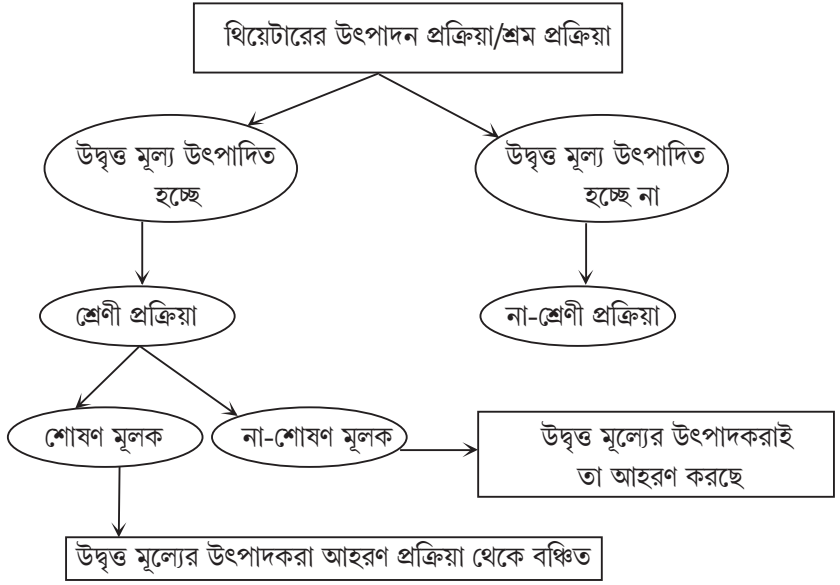 থিয়েটারের উৎপাদন প্রক্রিয়া/শ্রম প্রক্রিয়া
উদ্বৃত্ত মূল্য উৎপাদিত
হচ্ছে
উদ্বৃত্ত মূল্য উৎপাদিত
হচ্ছে না
শ্রেণী প্রক্রিয়া
না-শ্রেণী প্রক্রিয়া
শোষণ মূলক
না-শোষণ মূলক
উদ্বৃত্ত মূল্যের উৎপাদকরাই
তা আহরণ করছে
উদ্বৃত্ত মূল্যের উৎপাদকরা আহরণ প্রক্রিয়া থেকে বঞ্চিত